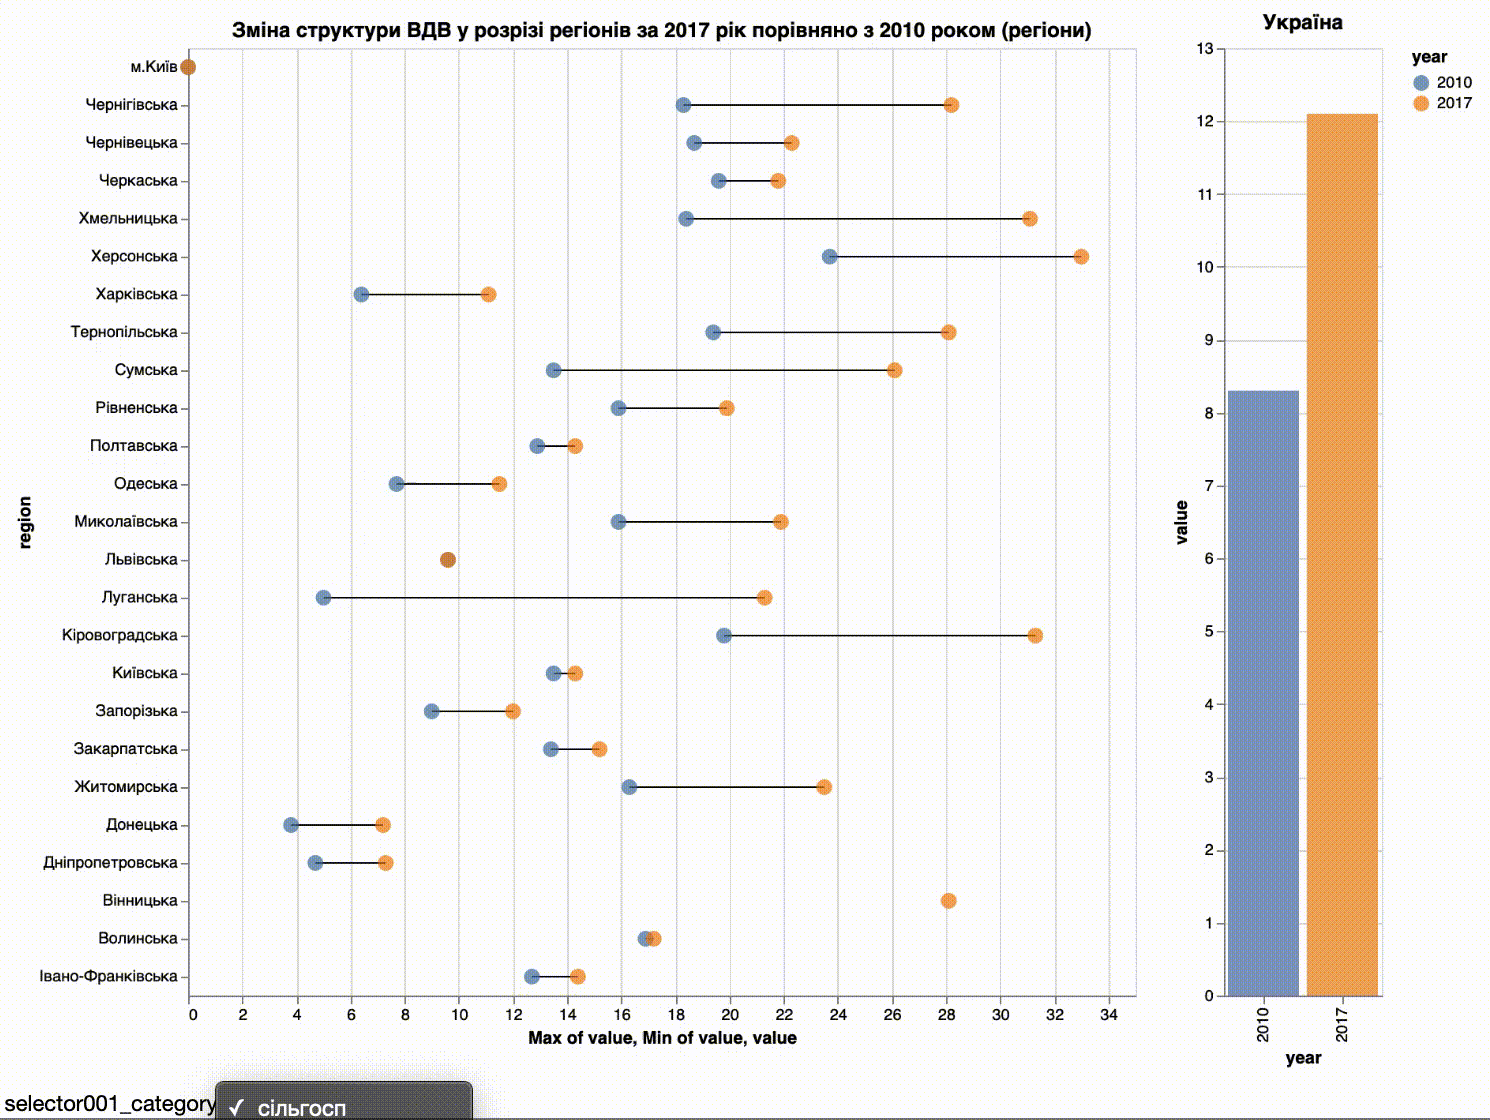 Зміна структури ВДВ у розрізі регіонів за 2017 рік порівняно з 2010 роком (регіони)
м.Київ
Чернігівська
Чернівецька
Черкаська
Хмельницька
Херсонська
Харківська
Тернопільська
Сумська
Рівненська
Полтавська
Одеська
Миколаївська
Львівська
Луганська
Кіровоградська
Київська
Запорізька
Закарпатська
Житомирська
Донецька
Дніпропетровська
Вінницька
Волинська
Івано-Франківська
region
0 2 4 6 8 10 12 14 16 18 20 22 24 26 28 30 32 34
Max of value, Min of value, value
Україна
13
12
11
10
9
8
7
6
5
4
3
2
1
0
value
2010 2017
year
year
2010
2017
selector001_category ✓ сільгосп